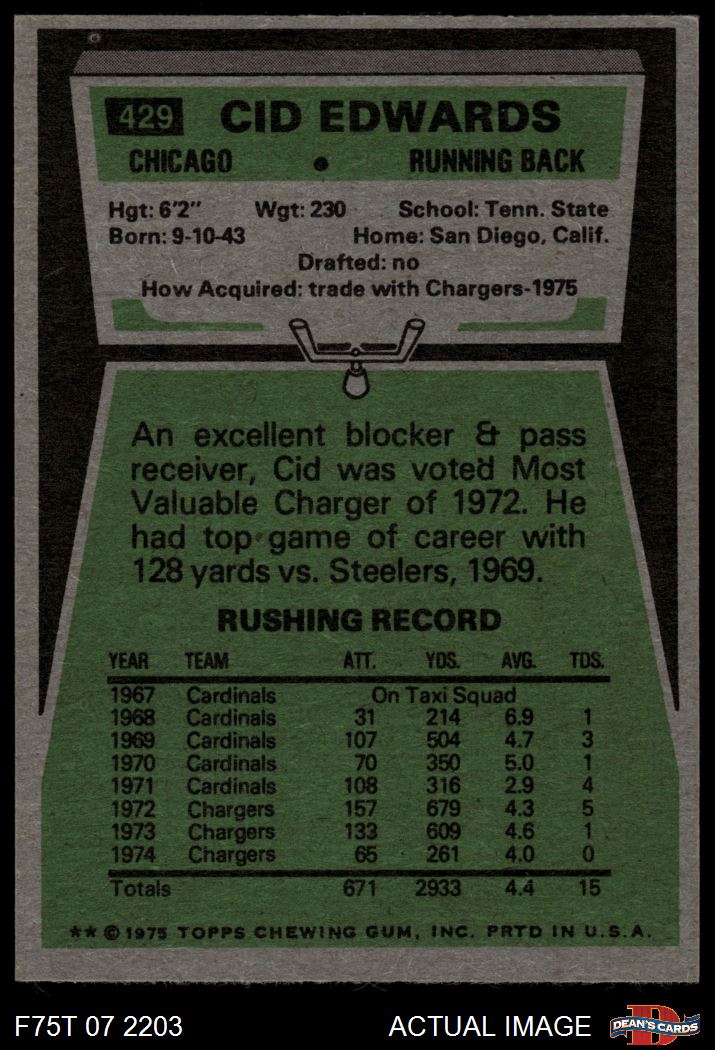 429 CID EDWARDS
CHICAGO • RUNNING BACK
Hgt: 6'2" Wgt: 230 School: Tenn. State
Born: 9-10-43 Home: San Diego, Calif.
Drafted: no
How Acquired: trade with Chargers-1975
An excellent blocker & pass
receiver, Cid was voted Most
Valuable Charger of 1972. He
had top game of career with
128 yards vs. Steelers, 1969.
RUSHING RECORD
YEAR TEAM ATT. YDS. AVG. TDS.
1967 Cardinals On Taxi Squad
1968 Cardinals 31 214 6.9 1
1969 Cardinals 107 504 4.7 3
1970 Cardinals 70 350 5.0 1
1971 Cardinals 108 316 2.9 4
1972 Chargers 157 679 4.3 5
1973 Chargers 133 609 4.6 1
1974 Chargers 65 261 4.0 0
Totals 671 2933 4.4 15
** © 1975 TOPPS CHEWING GUM, INC. PRTD IN U.S.A.
F75T 07 2203 ACTUAL IMAGE D DEAN'S CARDS